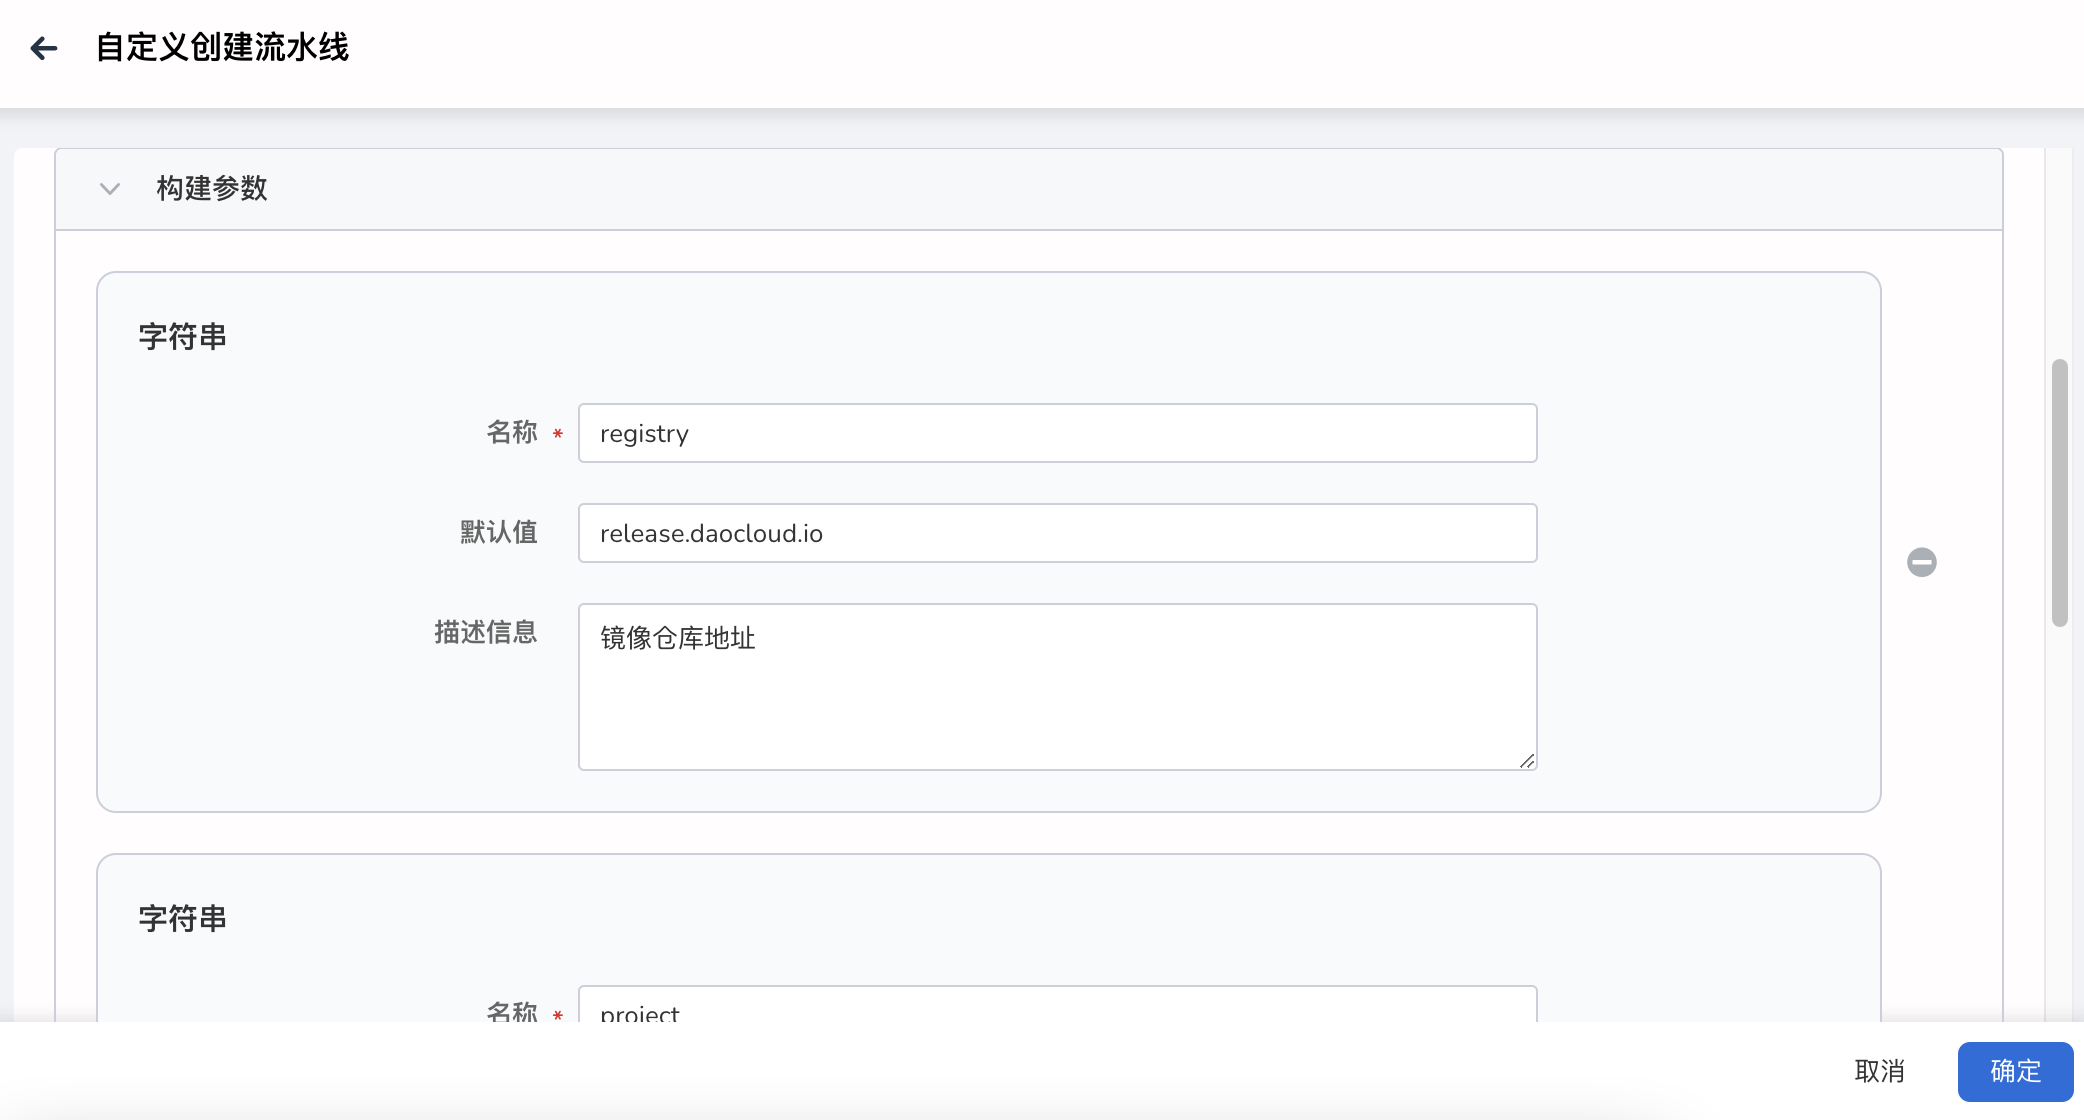 自定义创建流水线
构建参数
字符串
名称 * registry
默认值 release.daocloud.io
描述信息 镜像仓库地址
字符串
名称 * project
取消 确定